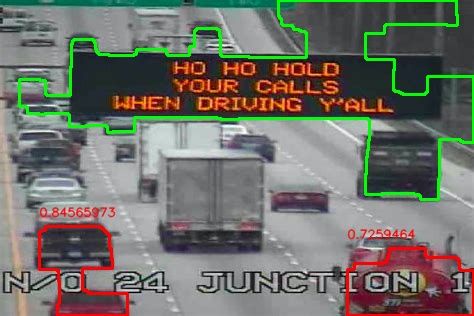 HO HO HOLD
YOUR CALLS
WHEN DRIVING Y'ALL
0.84565973
0.7259464
N/O 24 JUNCTION 1